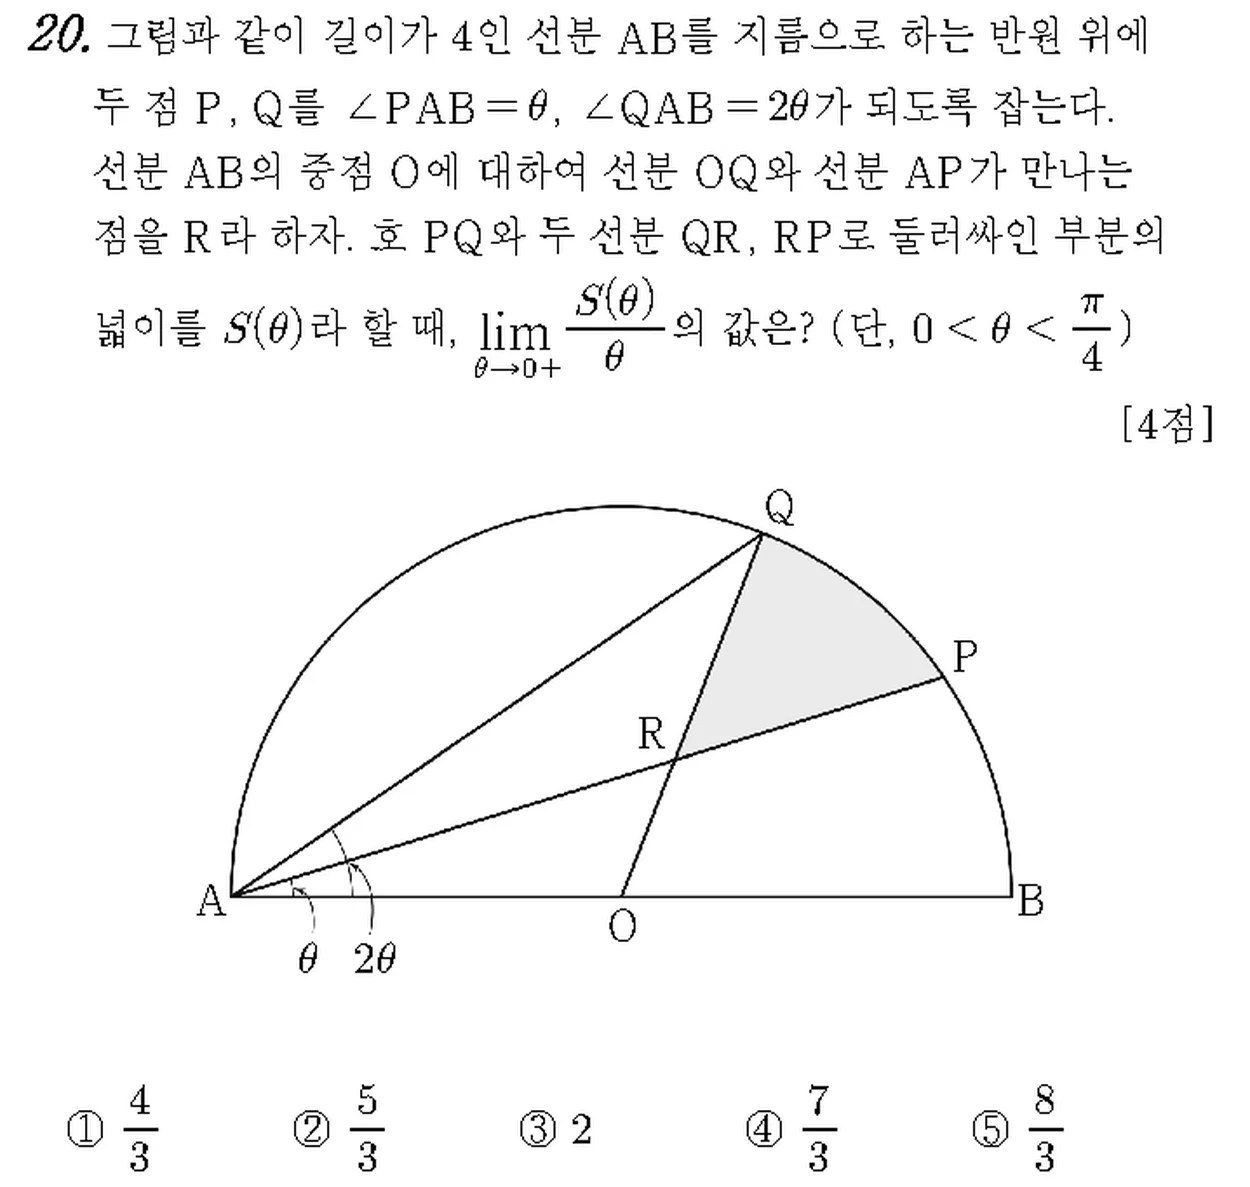 20. 그림과 같이 길이가 4인 선분 AB를 지름으로 하는 반원 위에
두 점 P, Q를 ∠PAB=θ, ∠QAB=2θ가 되도록 잡는다.
선분 AB의 중점 O에 대하여 선분 OQ와 선분 AP가 만나는
점을 R라 하자. 호 PQ와 두 선분 QR, RP로 둘러싸인 부분의
넓이를 S(θ)라 할 때, lim_{θ→0+} S(θ)/θ 의 값은? (단, 0<θ<π/4)
[4점]
Q
P
R
A
O
B
θ 2θ
① 4/3 ② 5/3 ③ 2 ④ 7/3 ⑤ 8/3